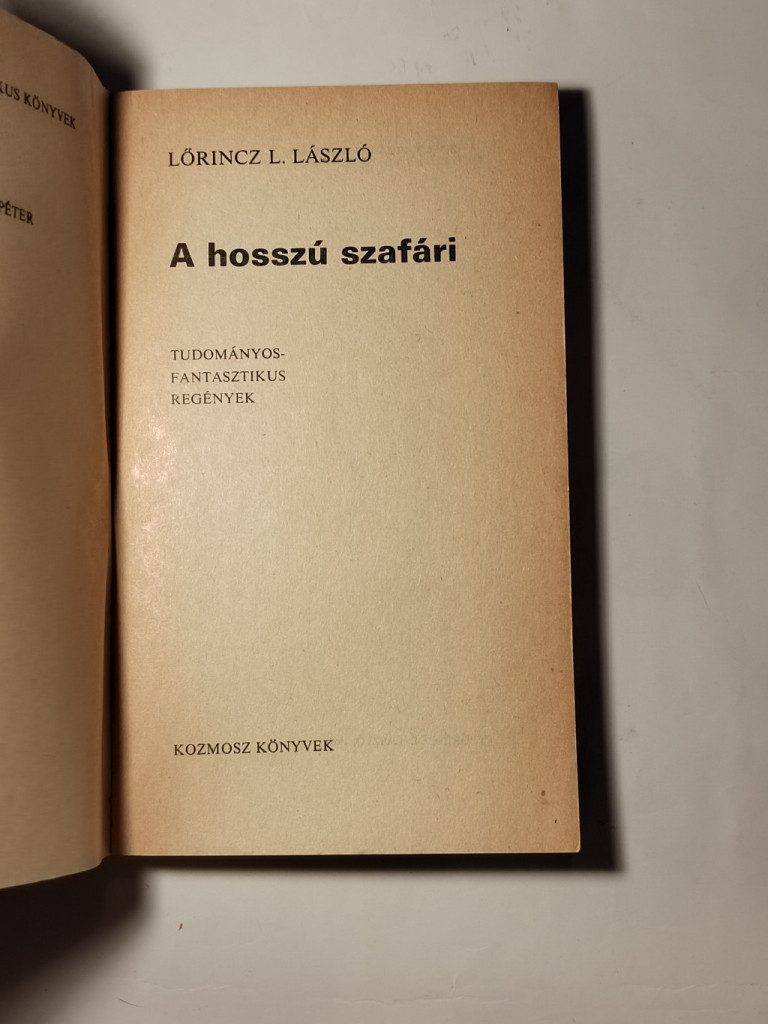 KUS KÖNYVEK
PÉTER
LŐRINCZ L. LÁSZLÓ
A hosszú szafári
TUDOMÁNYOS-
FANTASZTIKUS
REGÉNYEK
KOZMOSZ KÖNYVEK